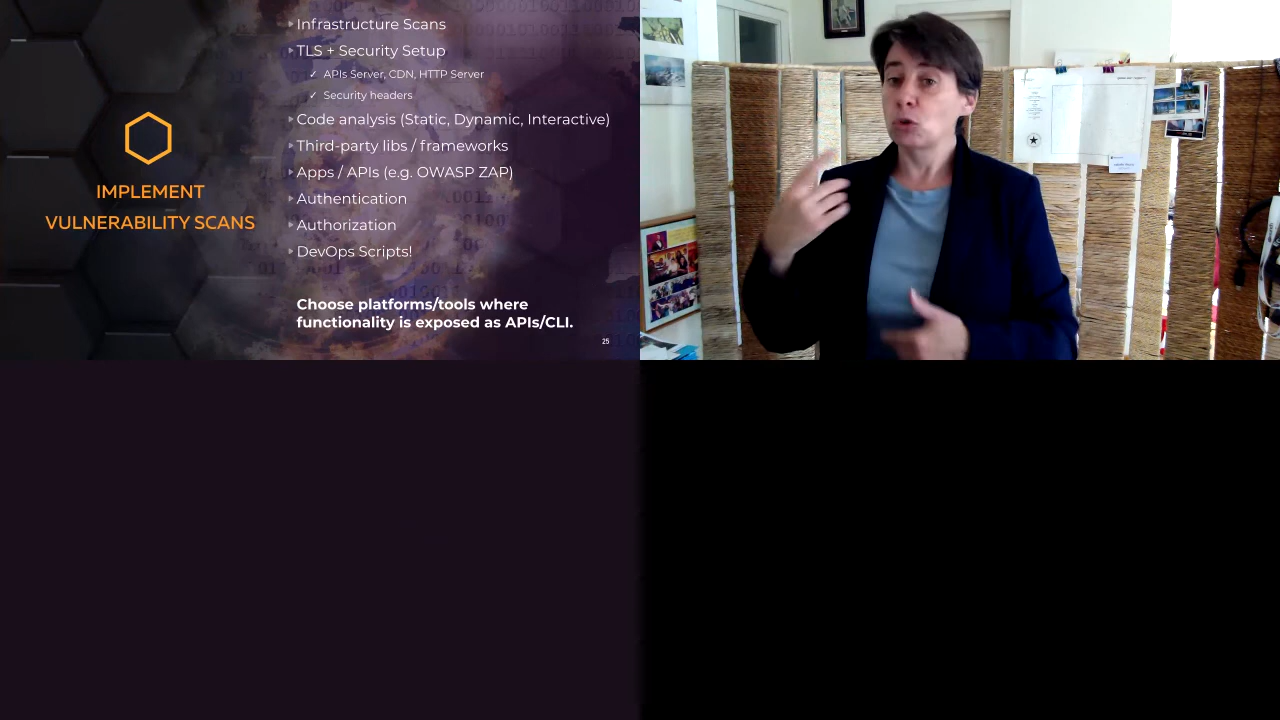 IMPLEMENT
VULNERABILITY SCANS
Infrastructure Scans
TLS + Security Setup
✓ APIs Server, CDN, HTTP Server
✓ Security headers
Code analysis (Static, Dynamic, Interactive)
Third-party libs / frameworks
Apps / APIs (e.g. OWASP ZAP)
Authentication
Authorization
DevOps Scripts!
Choose platforms/tools where
functionality is exposed as APIs/CLI.
25